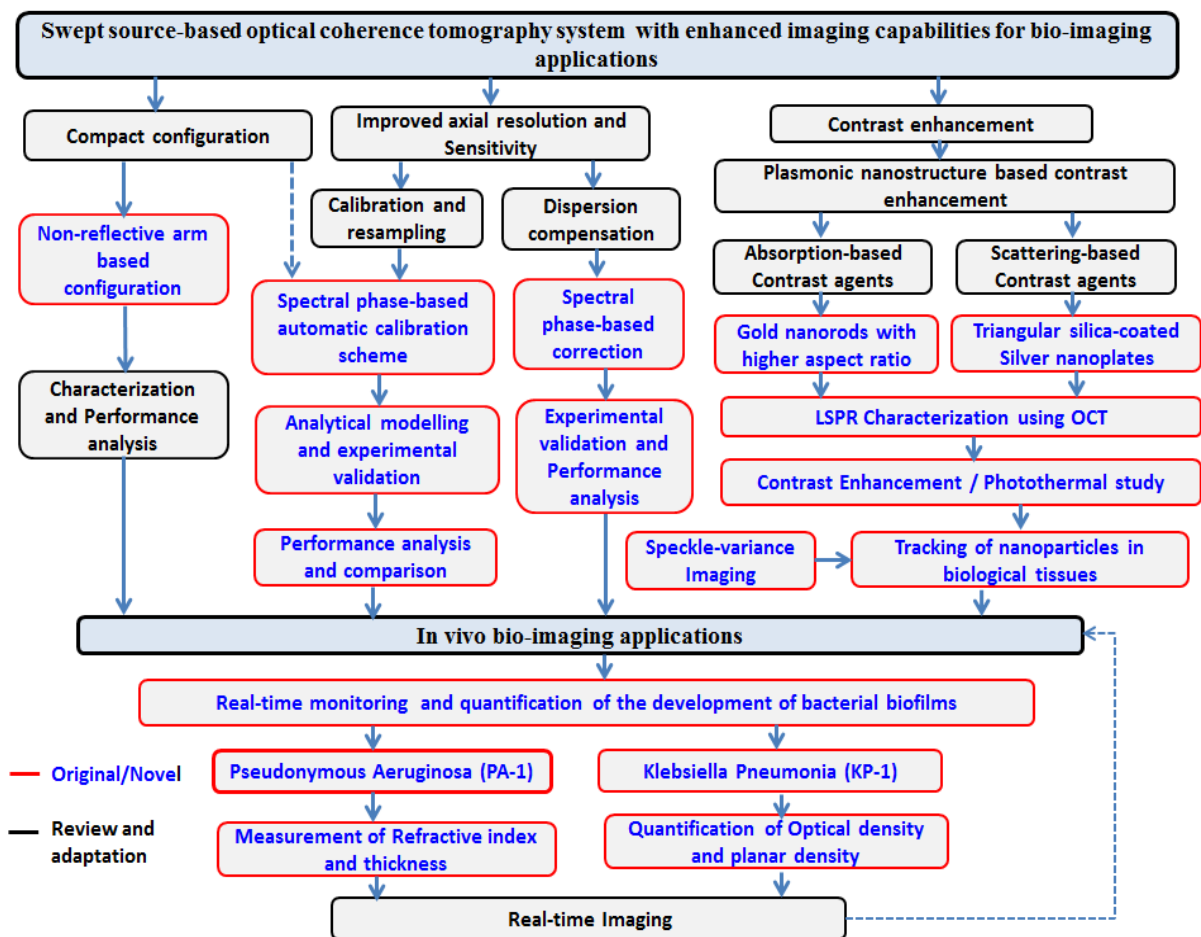 Swept source-based optical coherence tomography system with enhanced imaging capabilities for bio-imaging
applications
Compact configuration
Improved axial resolution and
Sensitivity
Contrast enhancement
Plasmonic nanostructure based contrast
enhancement
Non-reflective arm
based
configuration
Calibration and
resampling
Dispersion
compensation
Absorption-based
Contrast agents
Scattering-based
Contrast agents
Spectral phase-based
automatic calibration
scheme
Spectral
phase-based
correction
Gold nanorods with
higher aspect ratio
Triangular silica-coated
Silver nanoplates
Characterization
and Performance
analysis
Analytical modelling
and experimental
validation
Experimental
validation and
Performance
analysis
LSPR Characterization using OCT
Contrast Enhancement / Photothermal study
Performance analysis
and comparison
Speckle-variance
Imaging
Tracking of nanoparticles in
biological tissues
In vivo bio-imaging applications
Real-time monitoring and quantification of the development of bacterial biofilms
Original/Novel
Pseudonymous Aeruginosa (PA-1)
Klebsiella Pneumonia (KP-1)
Review and
adaptation
Measurement of Refractive index
and thickness
Quantification of Optical density
and planar density
Real-time Imaging